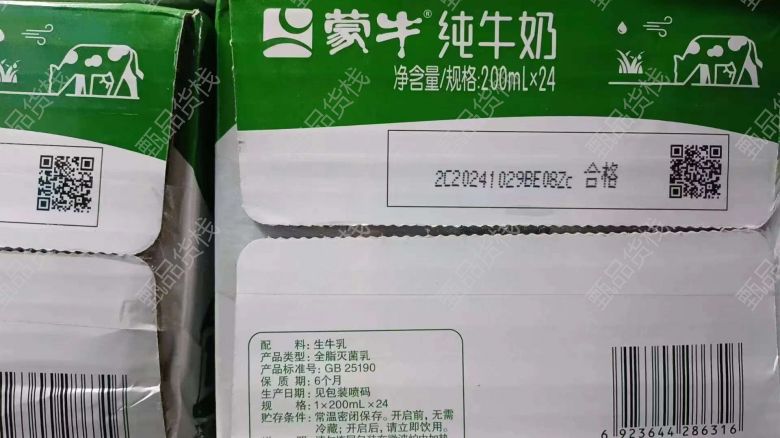 蒙牛® 纯牛奶
净含量/规格:200mL×24
2C20241029BE08Zc 合格
配 料: 生牛乳
产品类型: 全脂灭菌乳
产品标准号: GB 25190
保 质 期: 6个月
生产日期: 见包装喷码
规 格: 1×200mL×24
贮存条件: 常温密闭保存。开启前,无需
冷藏; 开启后,请立即饮用。
6 923644 286316
甄品货栈